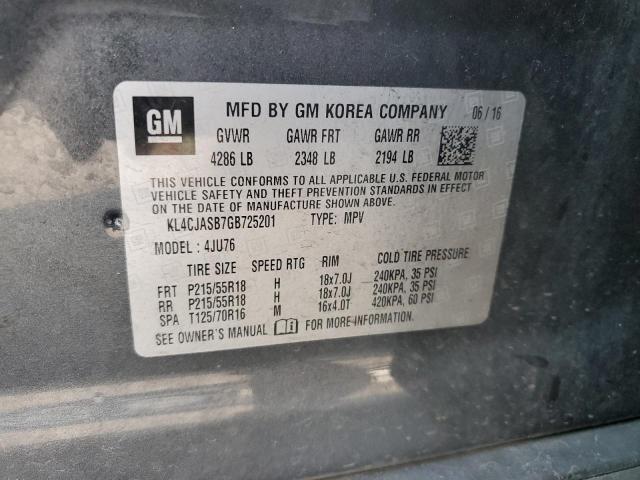 GM MFD BY GM KOREA COMPANY 06/16
GVWR GAWR FRT GAWR RR
4286 LB 2348 LB 2194 LB
THIS VEHICLE CONFORMS TO ALL APPLICABLE U.S. FEDERAL MOTOR
VEHICLE SAFETY AND THEFT PREVENTION STANDARDS IN EFFECT
ON THE DATE OF MANUFACTURE SHOWN ABOVE.
KL4CJASB7GB725201 TYPE: MPV
MODEL: 4JU76
TIRE SIZE SPEED RTG RIM COLD TIRE PRESSURE
FRT P215/55R18 H 18x7.0J 240KPA, 35 PSI
RR P215/55R18 H 18x7.0J 240KPA, 35 PSI
SPA T125/70R16 M 16x4.0T 420KPA, 60 PSI
SEE OWNER'S MANUAL FOR MORE INFORMATION.